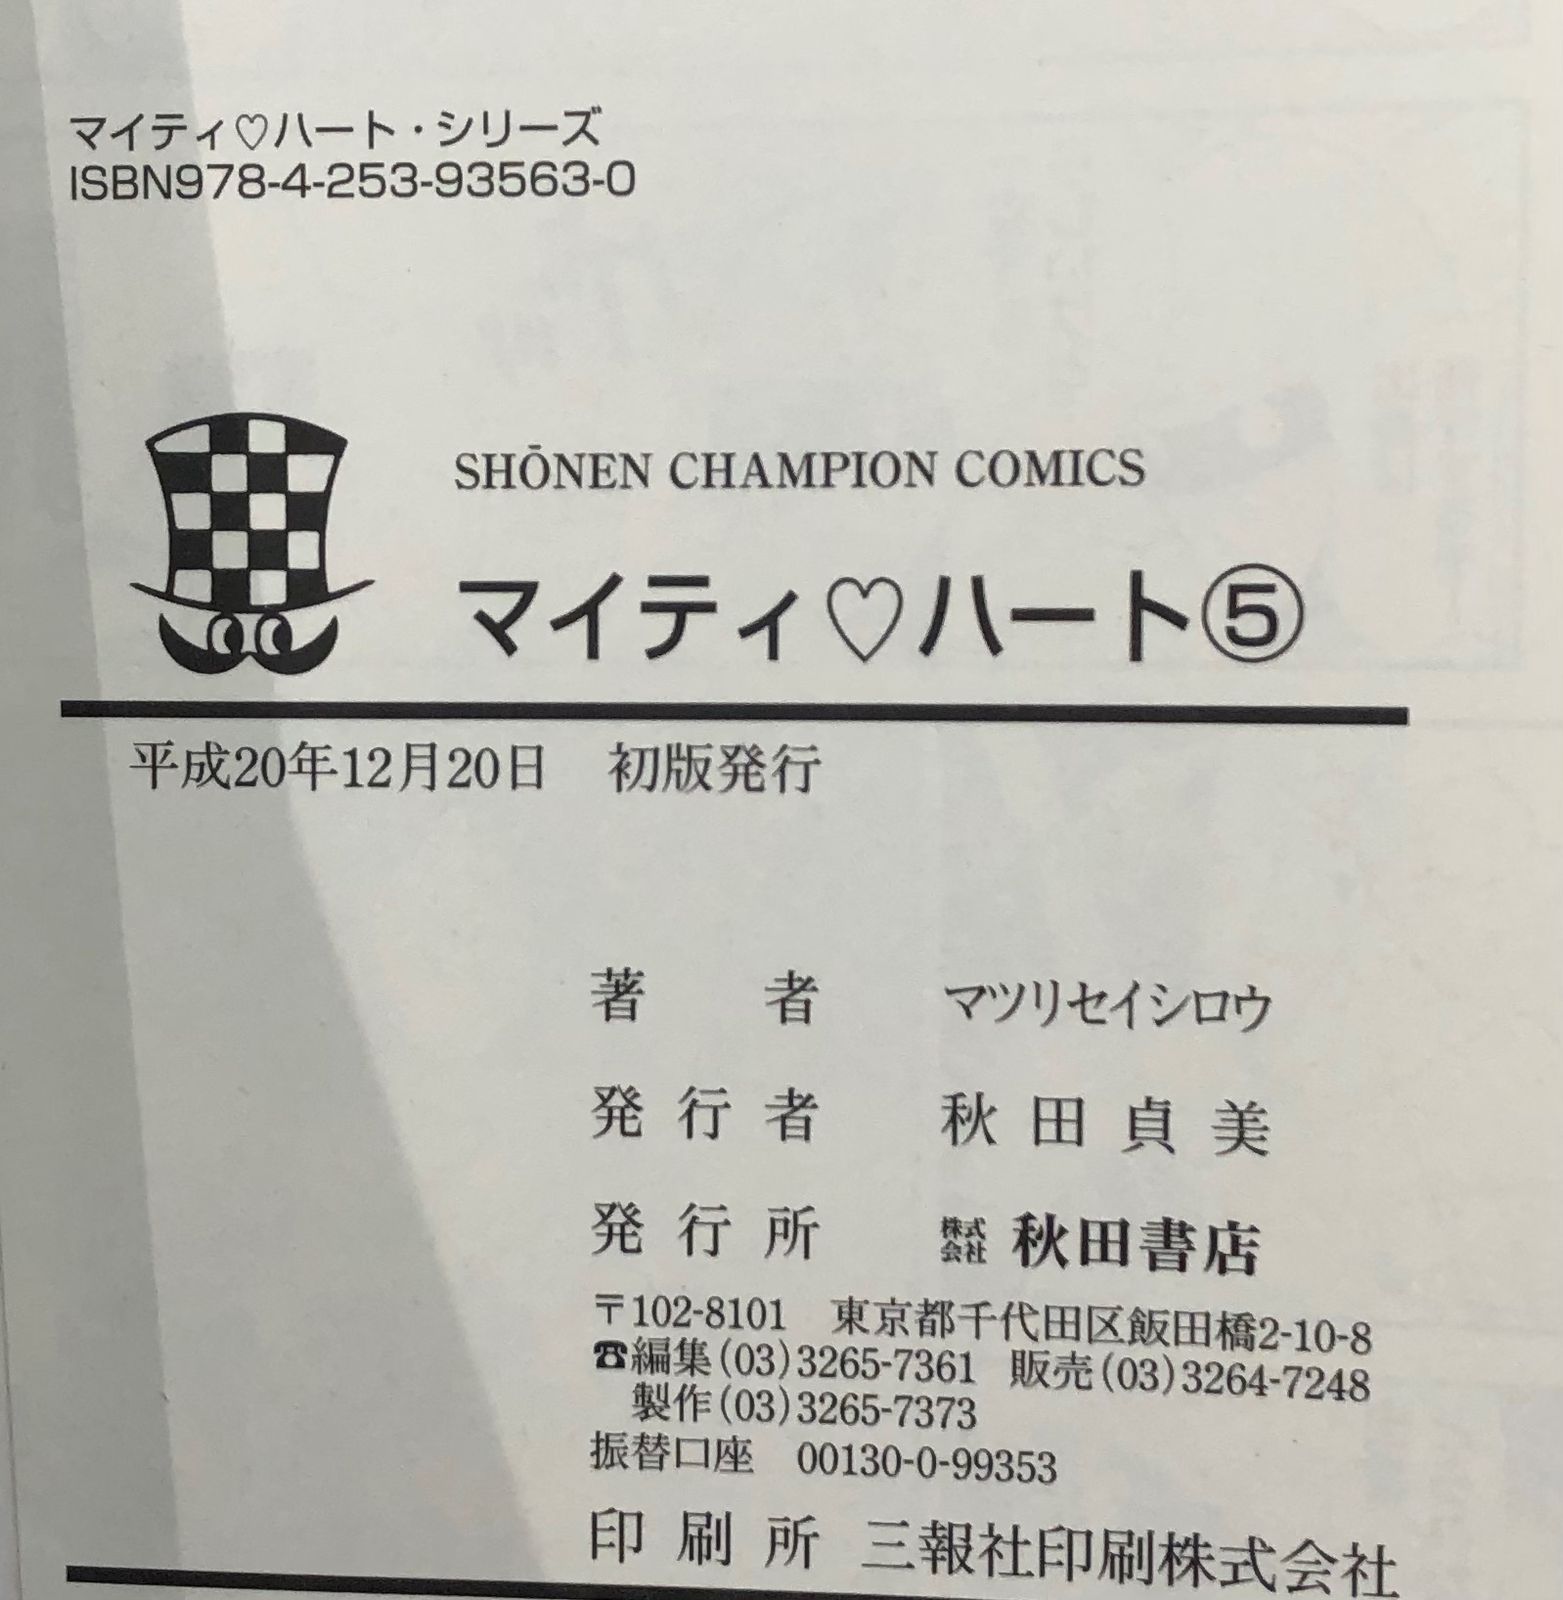 マイティ♡ハート・シリーズ
ISBN978-4-253-93563-0
SHŌNEN CHAMPION COMICS
マイティ♡ハート⑤
平成20年12月20日　初版発行
著者　マツリセイシロウ
発行者　秋田貞美
発行所　株式会社 秋田書店
〒102-8101　東京都千代田区飯田橋2-10-8
☎編集(03)3265-7361　販売(03)3264-7248
製作(03)3265-7373
振替口座　00130-0-99353
印刷所　三報社印刷株式会社